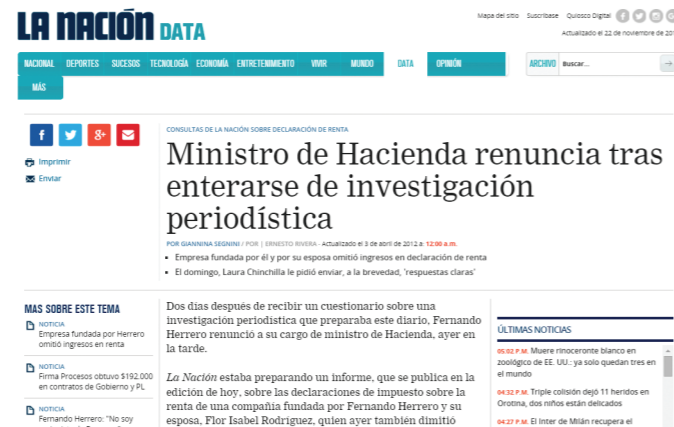 LA NACIÓN DATA
Mapa del sitio Suscríbase Quiosco Digital
Actualizado el 22 de noviembre de
NACIONAL DEPORTES SUCESOS TECNOLOGÍA ECONOMÍA ENTRETENIMIENTO VIVIR MUNDO DATA OPINIÓN
ARCHIVO Buscar...
MÁS
CONSULTAS DE LA NACIÓN SOBRE DECLARACIÓN DE RENTA
Ministro de Hacienda renuncia tras
enterarse de investigación
periodística
Imprimir
Enviar
POR GIANNINA SEGNINI / POR | ERNESTO RIVERA - Actualizado el 3 de abril de 2012 a: 12:00 a.m.
Empresa fundada por él y por su esposa omitió ingresos en declaración de renta
El domingo, Laura Chinchilla le pidió enviar, a la brevedad, 'respuestas claras'
MAS SOBRE ESTE TEMA
NOTICIA
Empresa fundada por Herrero
omitió ingresos en renta
NOTICIA
Firma Procesos obtuvo $192.000
en contratos de Gobierno y PL
NOTICIA
Fernando Herrero: "No soy
Dos días después de recibir un cuestionario sobre una
investigación periodística que preparaba este diario, Fernando
Herrero renunció a su cargo de ministro de Hacienda, ayer en
la tarde.
La Nación estaba preparando un informe, que se publica en la
edición de hoy, sobre las declaraciones de impuesto sobre la
renta de una compañía fundada por Fernando Herrero y su
esposa, Flor Isabel Rodríguez, quien ayer también dimitió
ÚLTIMAS NOTICIAS
05:02 P.M. Muere rinoceronte blanco en
zoológico de EE. UU.: ya solo quedan tres en
el mundo
04:32 P.M. Triple colisión dejó 11 heridos en
Orotina, dos niños están delicados
04:27 P.M. El Inter de Milán recupera el